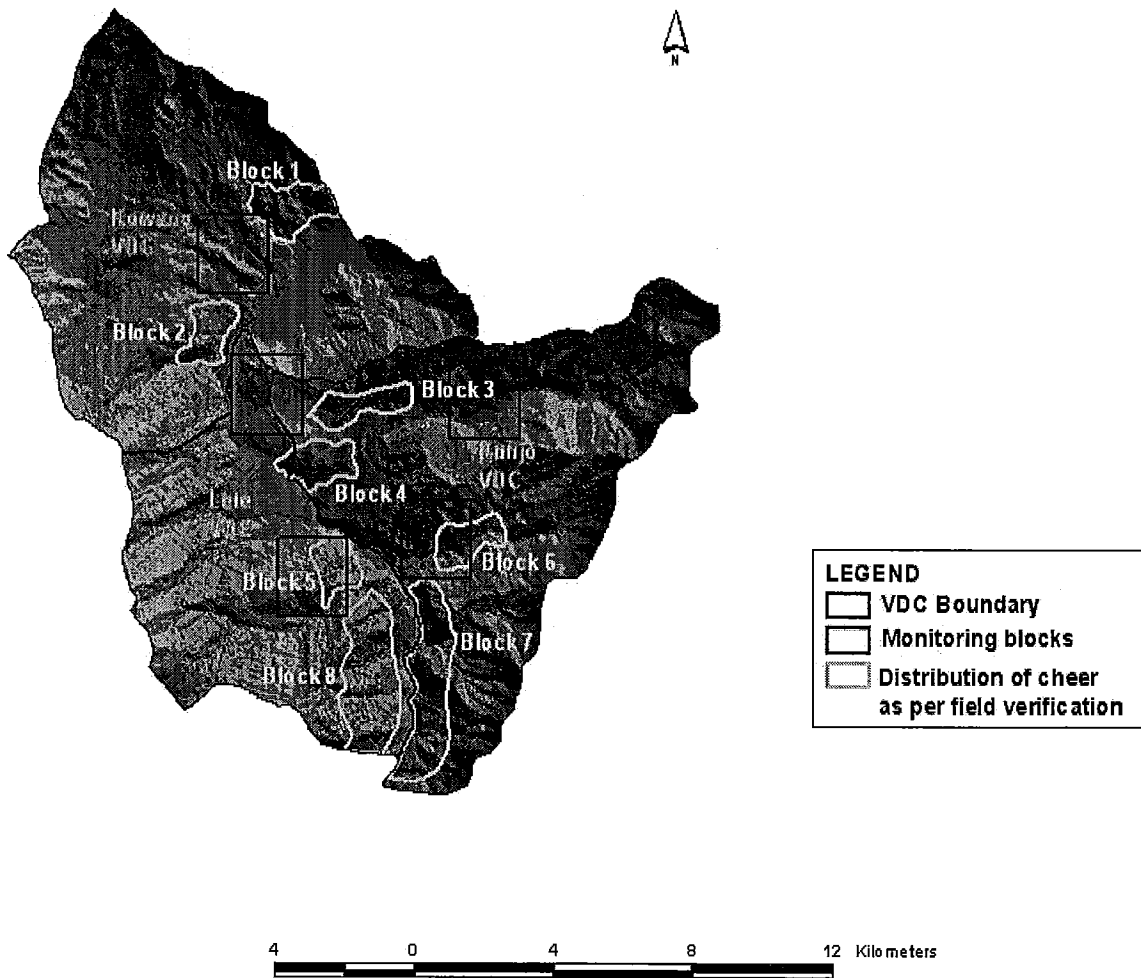 N
Block 1
VDC
Block 2
Block 3
VDC
Block 4
Block 5
Block 6
Block 7
Block 8
LEGEND
VDC Boundary
Monitoring blocks
Distribution of cheer
as per field verification
4 0 4 8 12 Kilometers